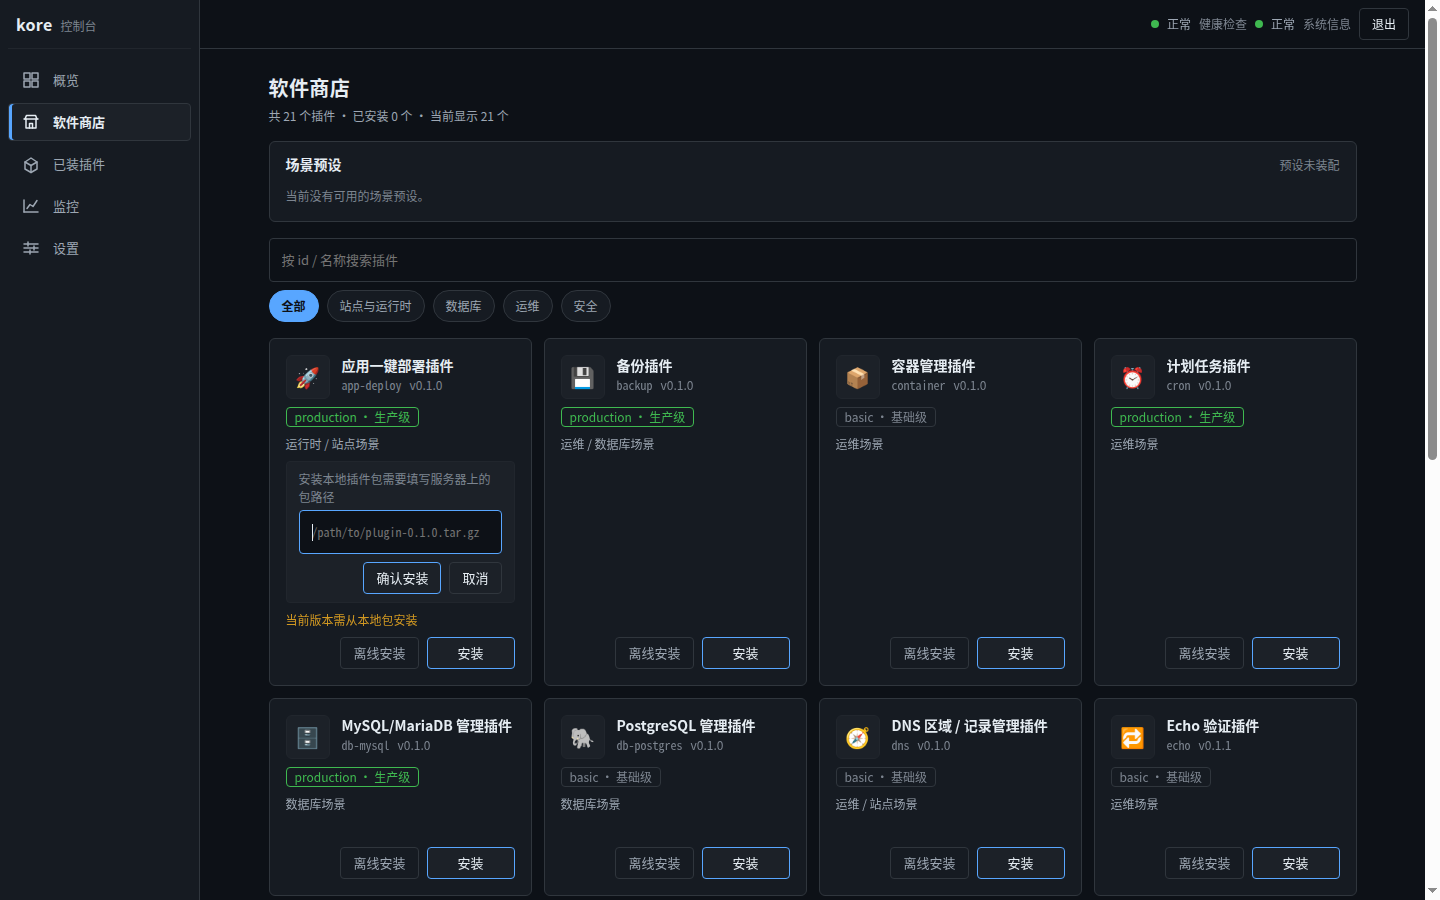 kore 控制台
概览
软件商店
已装插件
监控
设置
正常 健康检查 正常 系统信息 退出
软件商店
共 21 个插件 · 已安装 0 个 · 当前显示 21 个
场景预设
预设未装配
当前没有可用的场景预设。
按 id / 名称搜索插件
全部 站点与运行时 数据库 运维 安全
应用一键部署插件
app-deploy v0.1.0
production · 生产级
运行时 / 站点场景
安装本地插件包需要填写服务器上的
包路径
/path/to/plugin-0.1.0.tar.gz
确认安装 取消
当前版本需从本地包安装
离线安装 安装
备份插件
backup v0.1.0
production · 生产级
运维 / 数据库场景
离线安装 安装
容器管理插件
container v0.1.0
basic · 基础级
运维场景
离线安装 安装
计划任务插件
cron v0.1.0
production · 生产级
运维场景
离线安装 安装
MySQL/MariaDB 管理插件
db-mysql v0.1.0
production · 生产级
数据库场景
离线安装 安装
PostgreSQL 管理插件
db-postgres v0.1.0
basic · 基础级
数据库场景
离线安装 安装
DNS 区域 / 记录管理插件
dns v0.1.0
basic · 基础级
运维 / 站点场景
离线安装 安装
Echo 验证插件
echo v0.1.1
basic · 基础级
运维场景
离线安装 安装